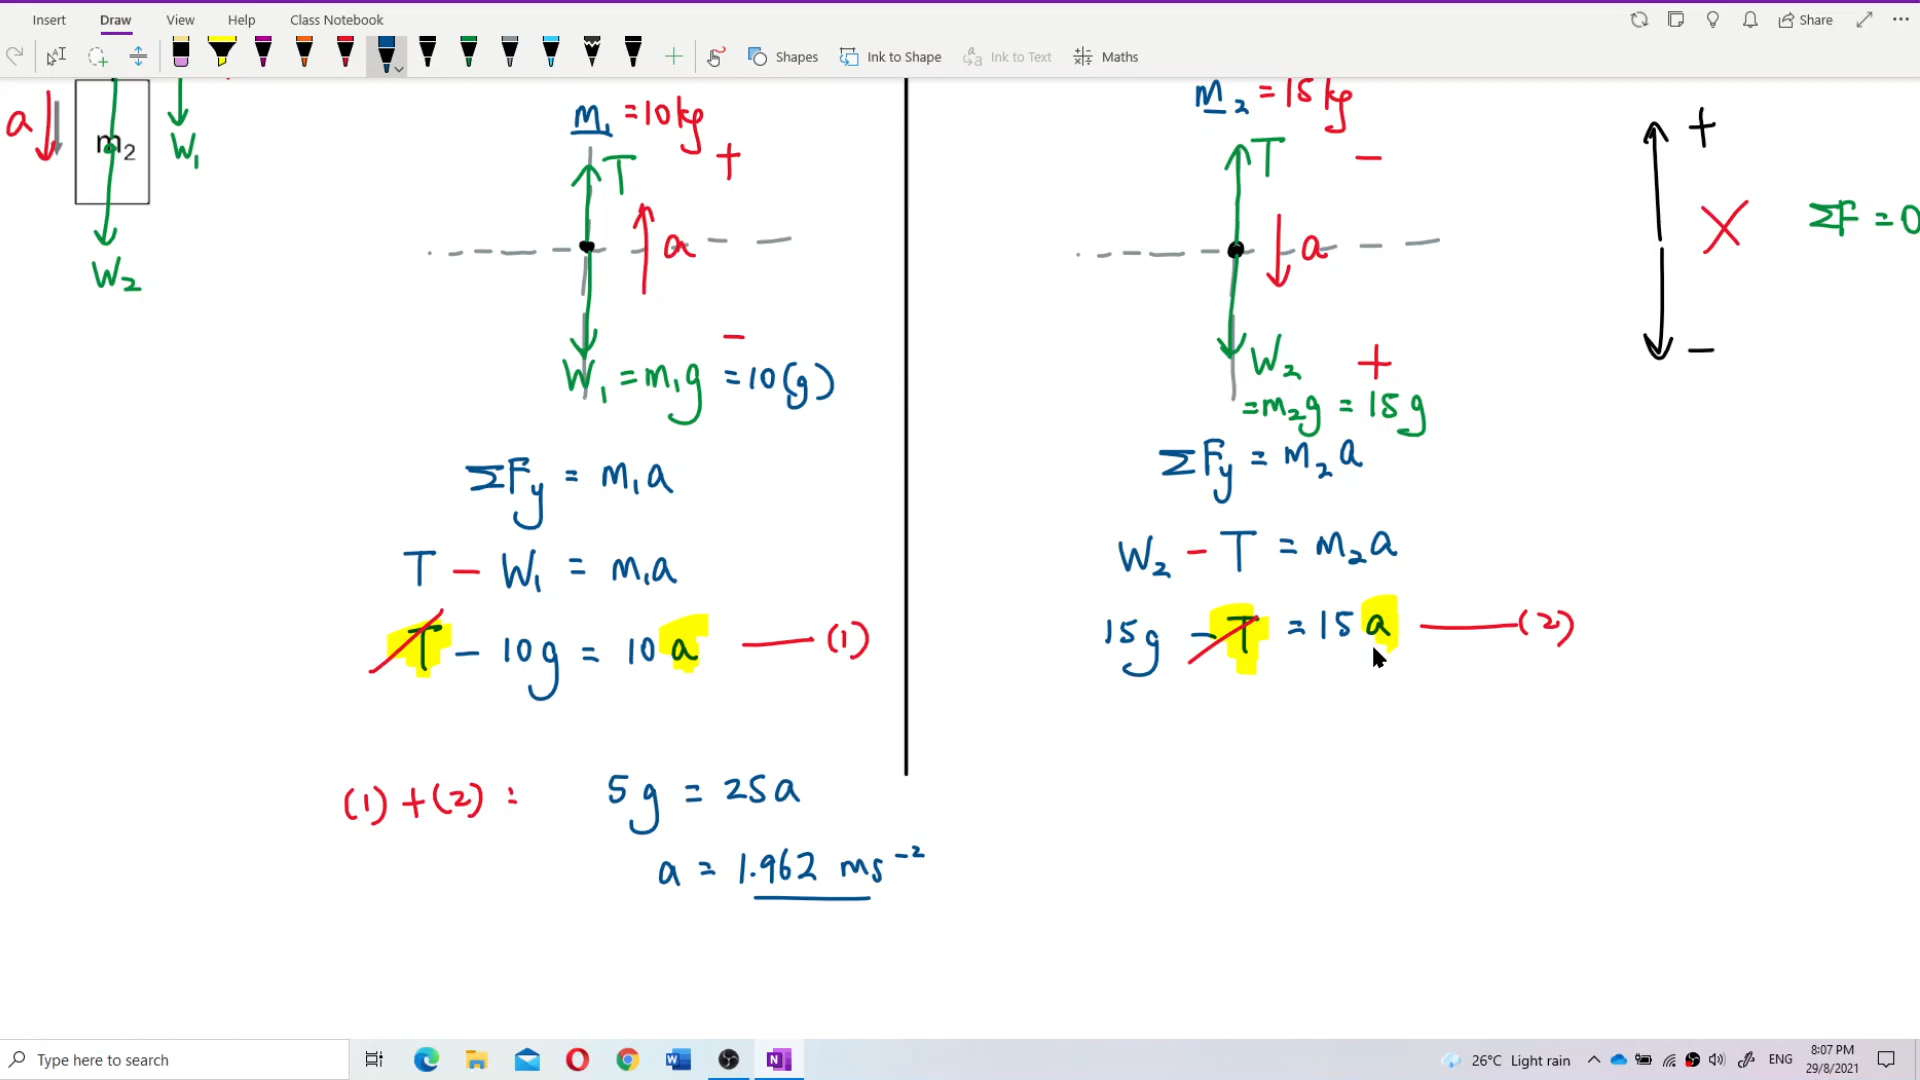 Insert Draw View Help Class Notebook Share
Shapes Ink to Shape Ink to Text Maths
a
m2
W1
W2
m1 = 10kg
T +
a
-
W1 = m1g = 10(g)
ΣFy = m1a
T - W1 = m1a
T - 10g = 10a (1)
m2 = 15kg
T -
a
W2 +
= m2g = 15g
ΣFy = m2a
W2 - T = m2a
15g - T = 15a (2)
+
X ΣF = 0
-
(1) + (2) : 5g = 25a
a = 1.962 ms⁻²
Type here to search
26°C Light rain
ENG
8:07 PM
29/8/2021